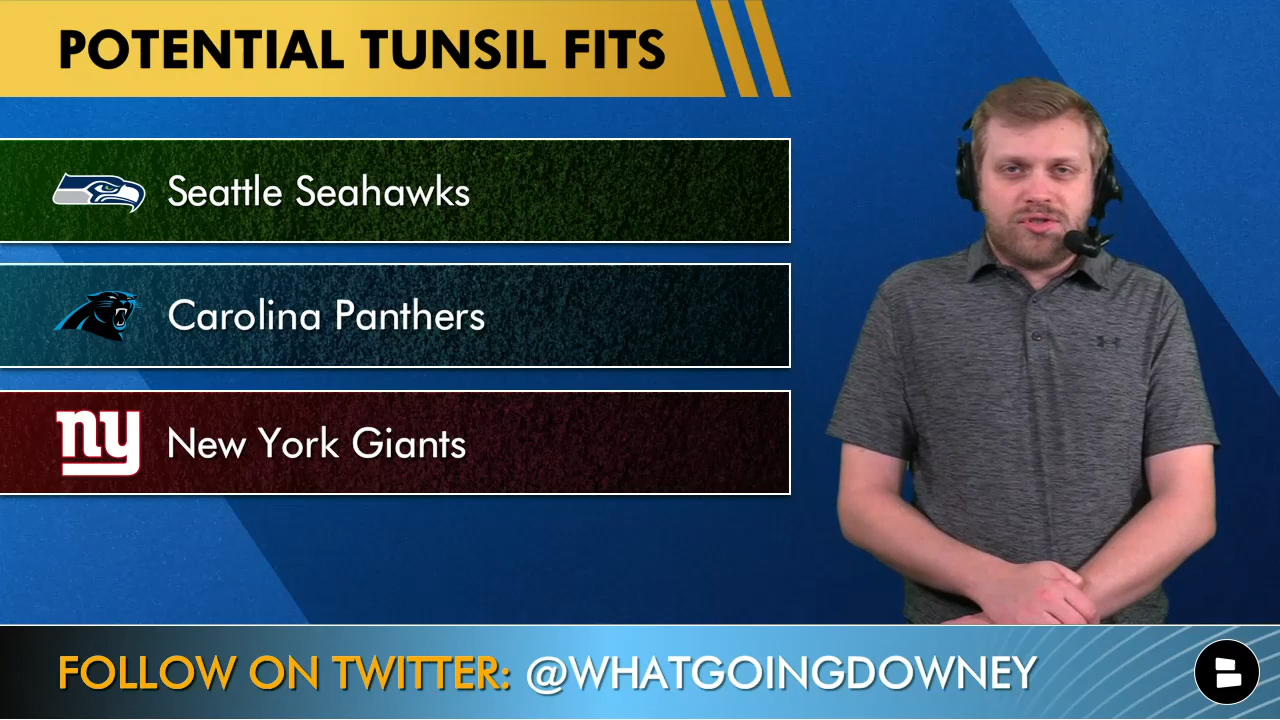 POTENTIAL TUNSIL FITS
Seattle Seahawks
Carolina Panthers
ny
New York Giants
FOLLOW ON TWITTER: @WHATGOINGDOWNEY